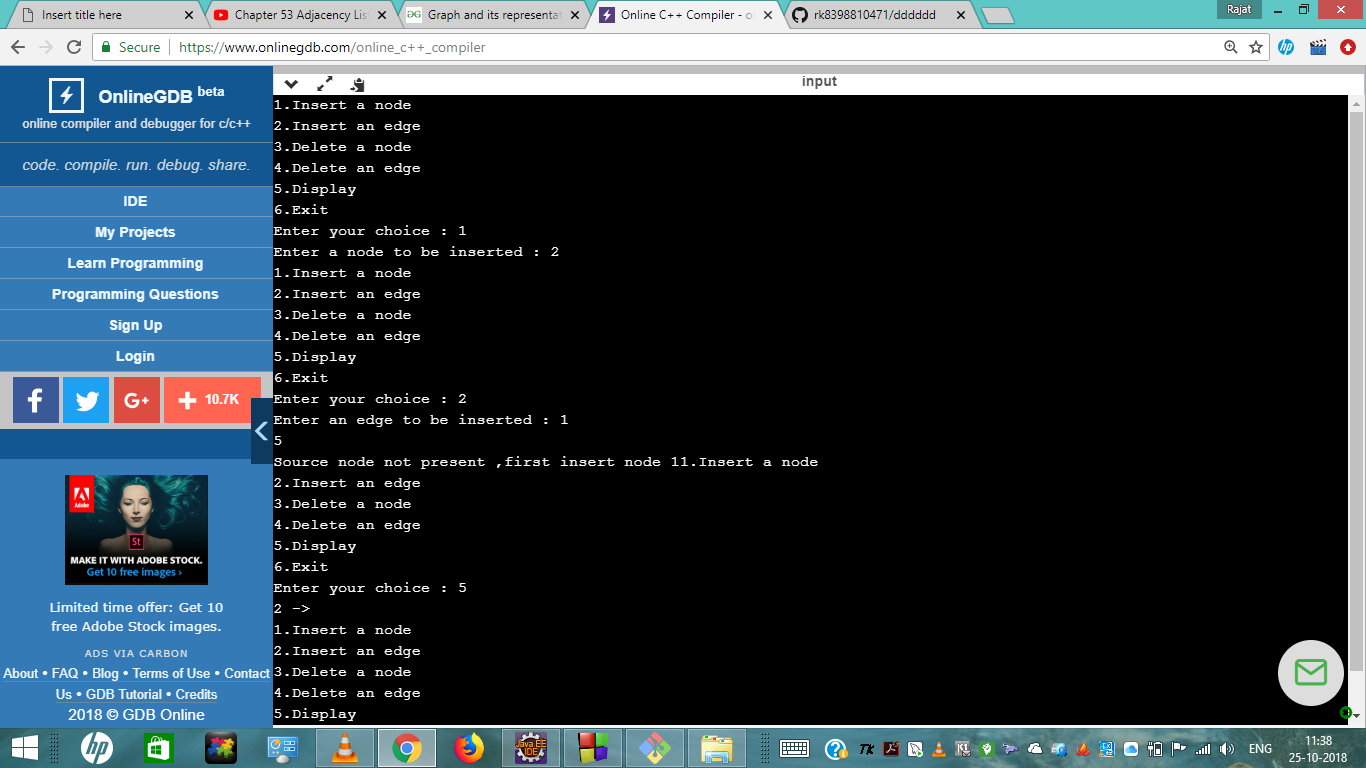 Insert title here
Chapter 53 Adjacency Lis
Graph and its representat
Online C++ Compiler - o
rk8398810471/dddddd
Rajat
Secure
https://www.onlinegdb.com/online_c++_compiler
OnlineGDB beta
online compiler and debugger for c/c++
code. compile. run. debug. share.
IDE
My Projects
Learn Programming
Programming Questions
Sign Up
Login
10.7K
Adobe
St
MAKE IT WITH ADOBE STOCK.
Get 10 free images ›
Limited time offer: Get 10
free Adobe Stock images.
ADS VIA CARBON
About • FAQ • Blog • Terms of Use • Contact
Us • GDB Tutorial • Credits
2018 © GDB Online
input
1.Insert a node
2.Insert an edge
3.Delete a node
4.Delete an edge
5.Display
6.Exit
Enter your choice : 1
Enter a node to be inserted : 2
1.Insert a node
2.Insert an edge
3.Delete a node
4.Delete an edge
5.Display
6.Exit
Enter your choice : 2
Enter an edge to be inserted : 1
5
Source node not present ,first insert node 11.Insert a node
2.Insert an edge
3.Delete a node
4.Delete an edge
5.Display
6.Exit
Enter your choice : 5
2 ->
1.Insert a node
2.Insert an edge
3.Delete a node
4.Delete an edge
5.Display
Java EE
IDE
ENG
11:38
25-10-2018